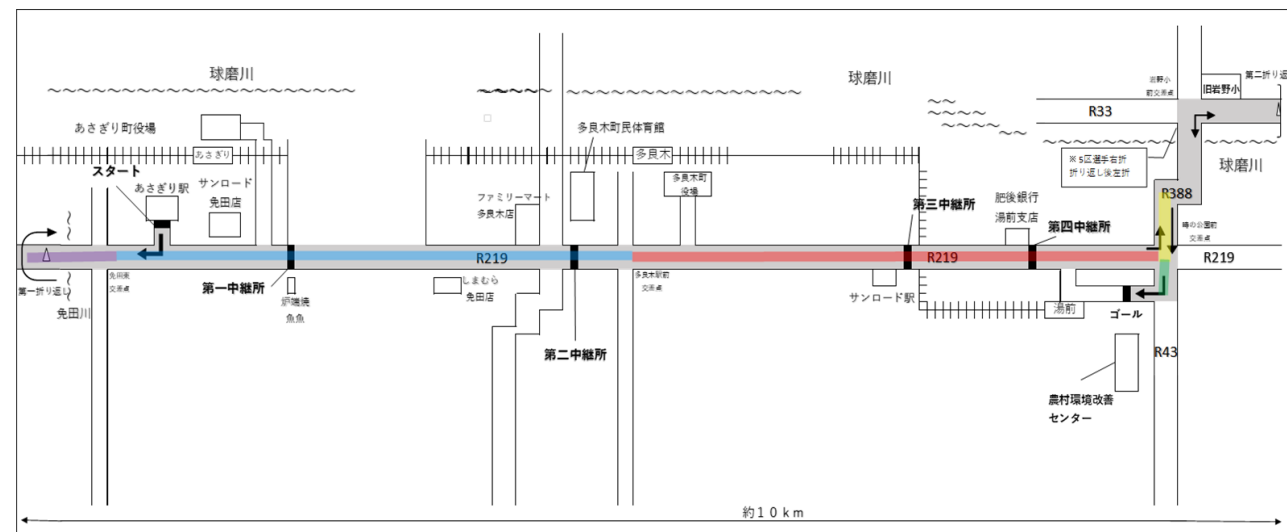 球磨川
球磨川
岩野小
前交差点
旧岩野小
第二折り返
R33
あさぎり町役場
多良木町民体育館
あさぎり
多良木
※ 5区選手右折
折り返し後左折
球磨川
スタート
あさぎり駅
サンロード
免田店
ファミリーマート
多良木店
多良木町
役場
第三中継所
肥後銀行
湯前支店
第四中継所
R388
交差点
R219
R219
R219
第一折り返し
免田川
免田東
交差点
第一中継所
炉端焼
魚魚
しまむら
免田店
多良木駅前
交差点
サンロード駅
湯前
ゴール
第二中継所
R43
農村環境改善
センター
約10km